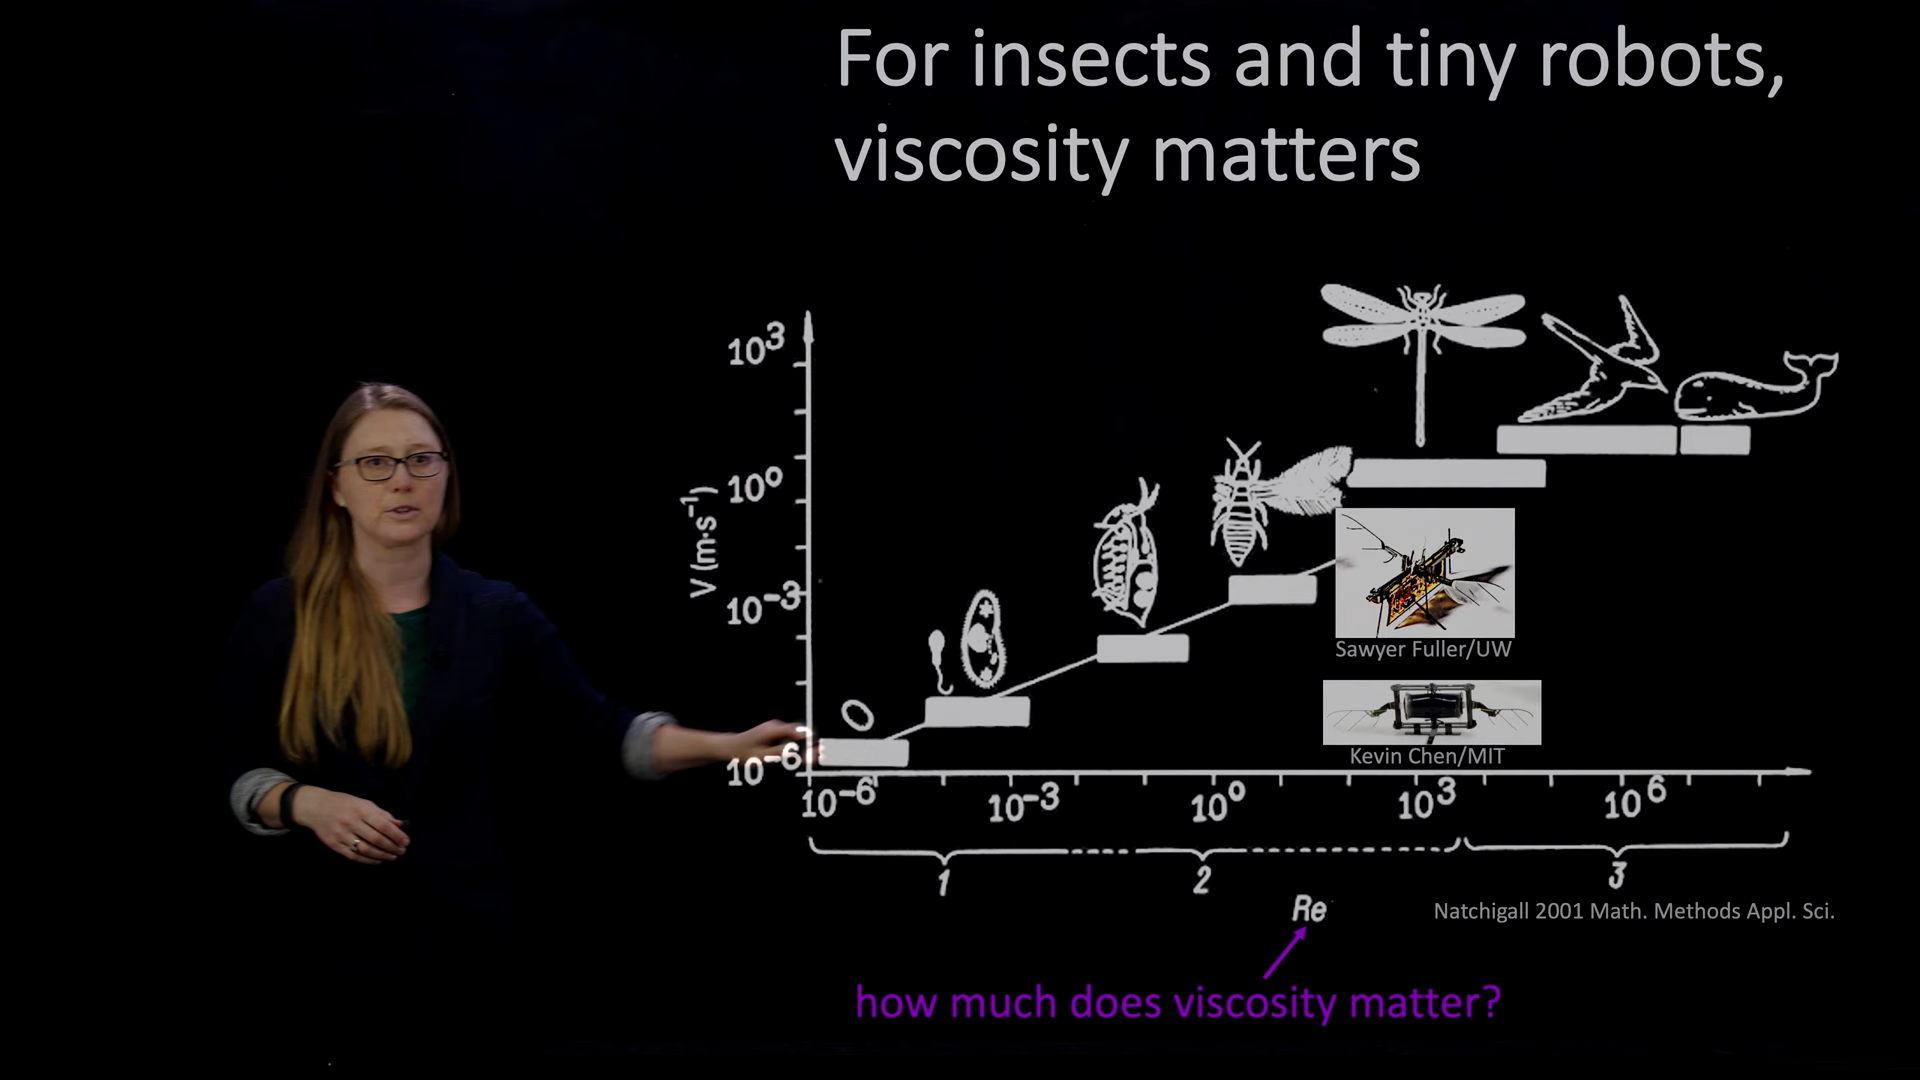 For insects and tiny robots,
viscosity matters
10³
10⁰
V (m·s⁻¹)
10⁻³
10⁻⁶
Sawyer Fuller/UW
Kevin Chen/MIT
10⁻⁶ 10⁻³ 10⁰ 10³ 10⁶
1 2 3
Re
Natchigall 2001 Math. Methods Appl. Sci.
how much does viscosity matter?